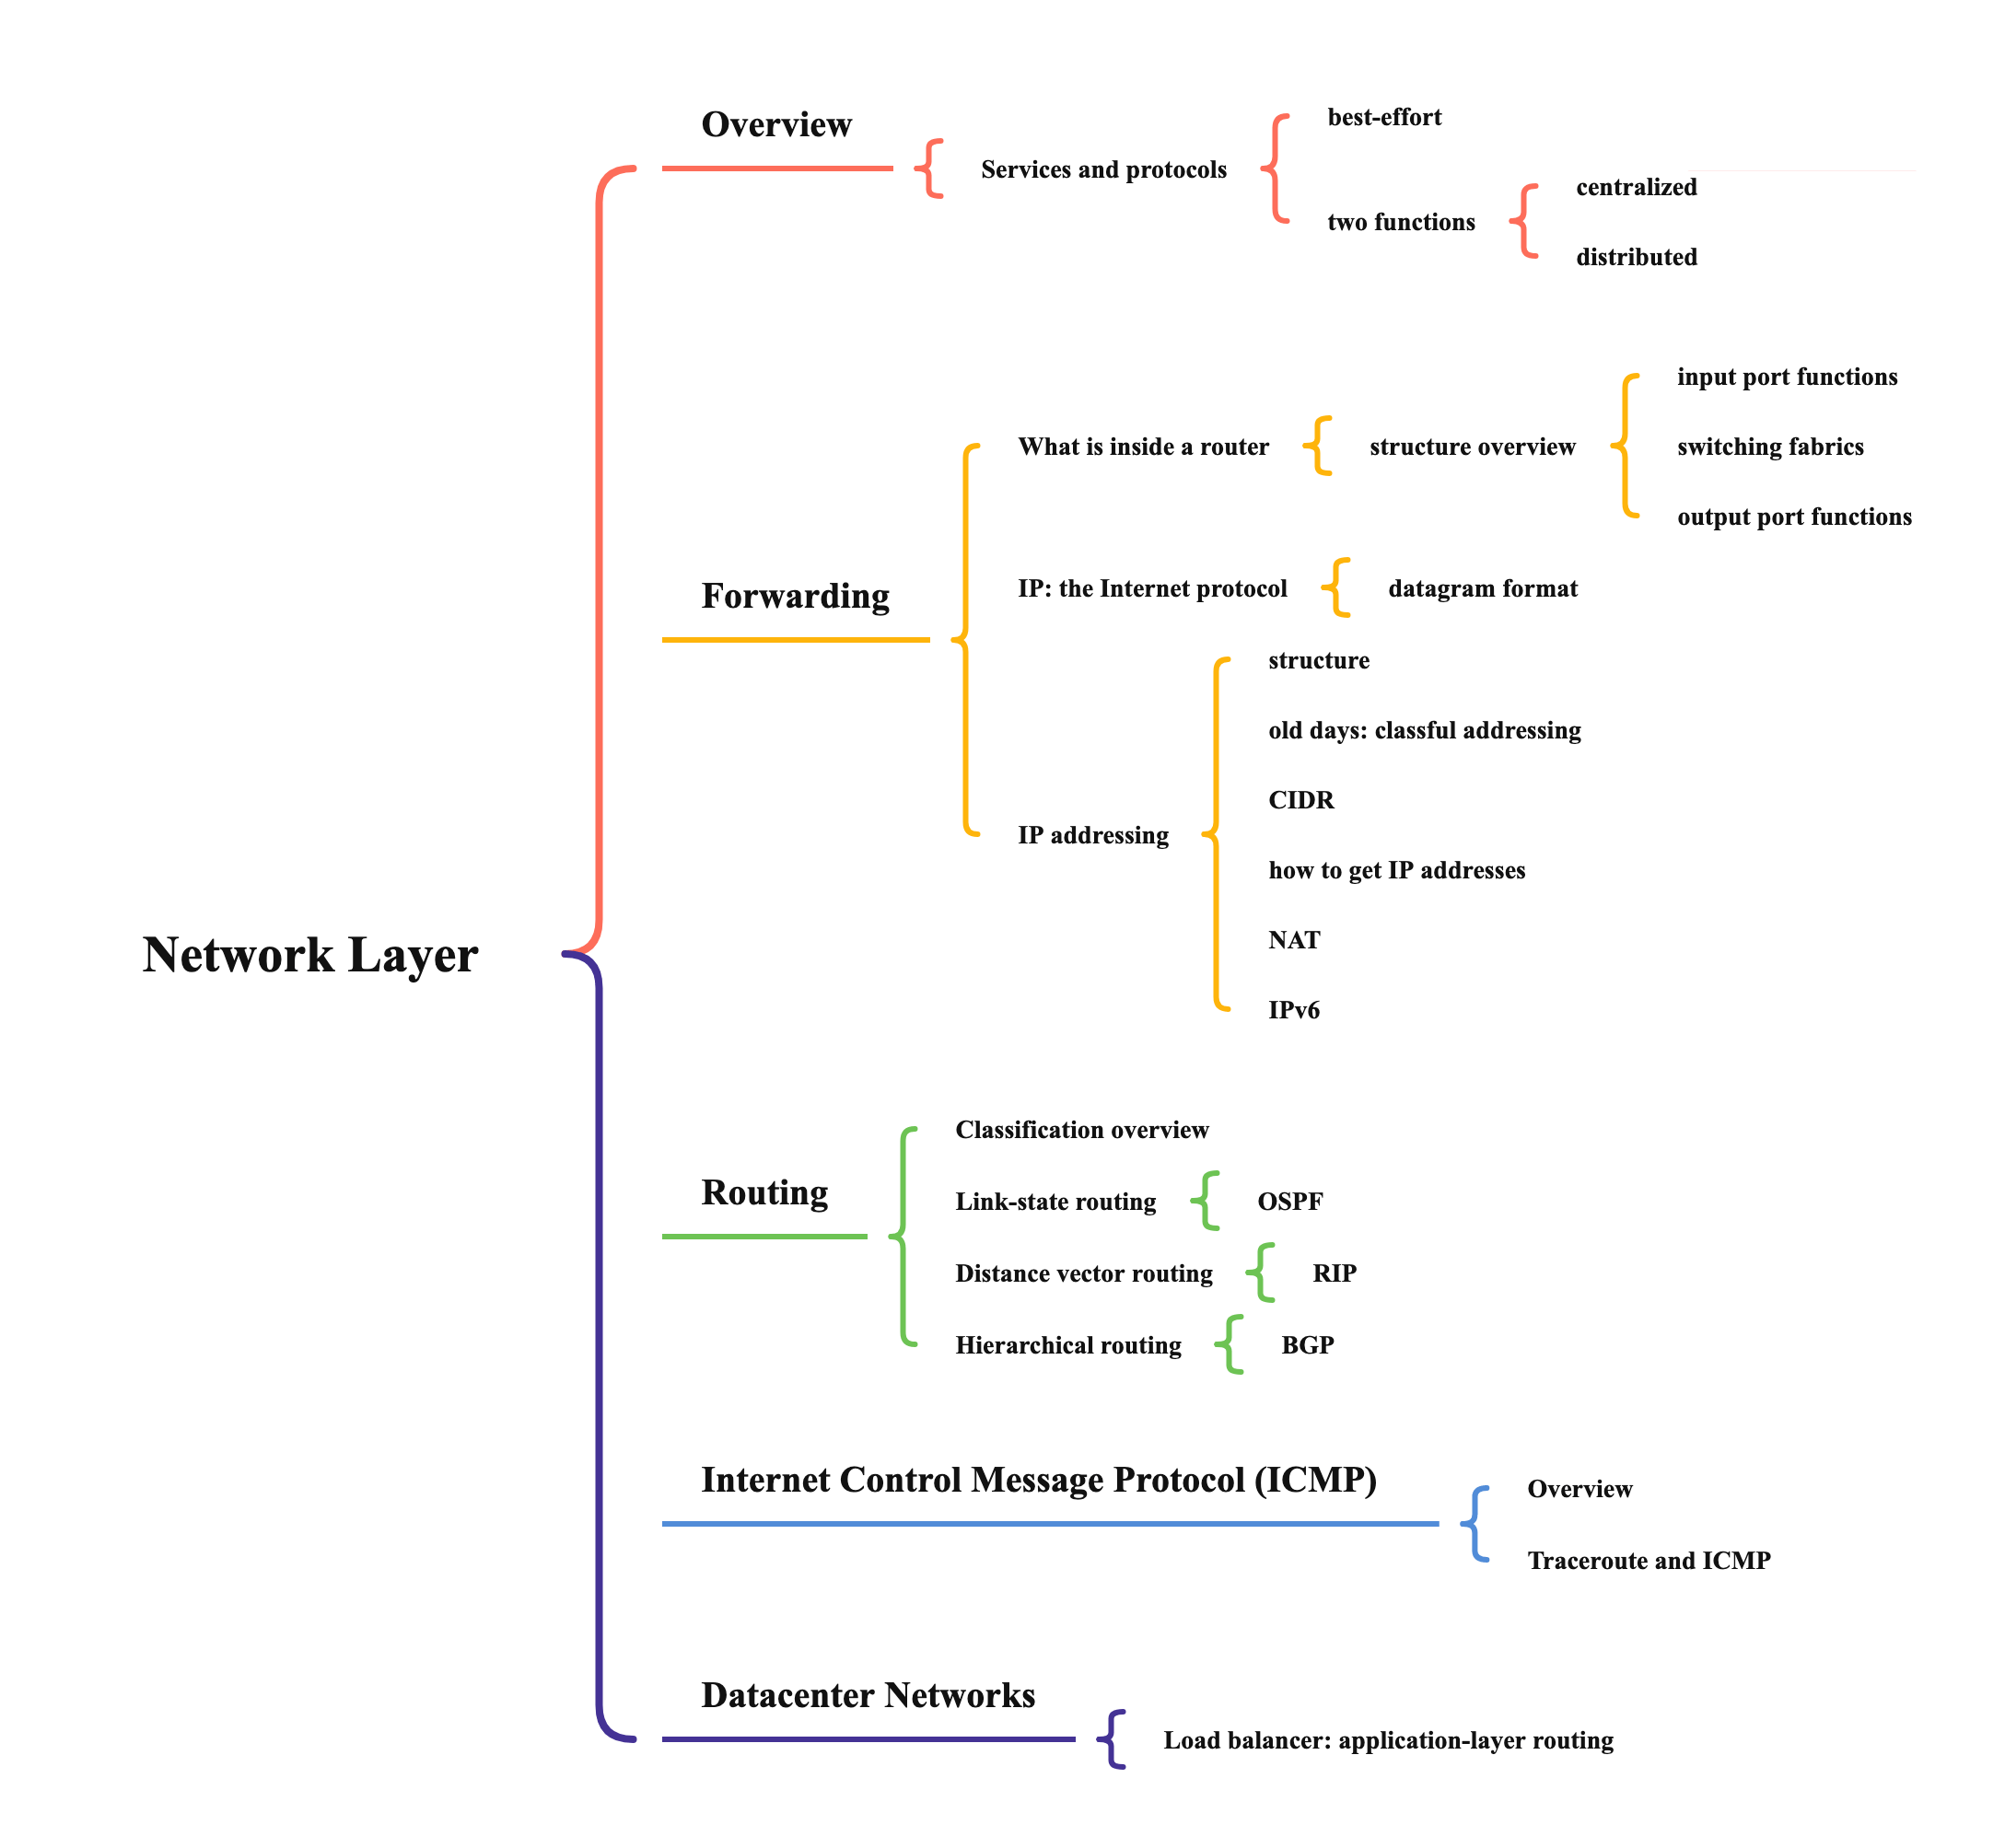 Network Layer
Overview
Services and protocols
best-effort
two functions
centralized
distributed
Forwarding
What is inside a router
structure overview
input port functions
switching fabrics
output port functions
IP: the Internet protocol
datagram format
IP addressing
structure
old days: classful addressing
CIDR
how to get IP addresses
NAT
IPv6
Routing
Classification overview
Link-state routing
OSPF
Distance vector routing
RIP
Hierarchical routing
BGP
Internet Control Message Protocol (ICMP)
Overview
Traceroute and ICMP
Datacenter Networks
Load balancer: application-layer routing